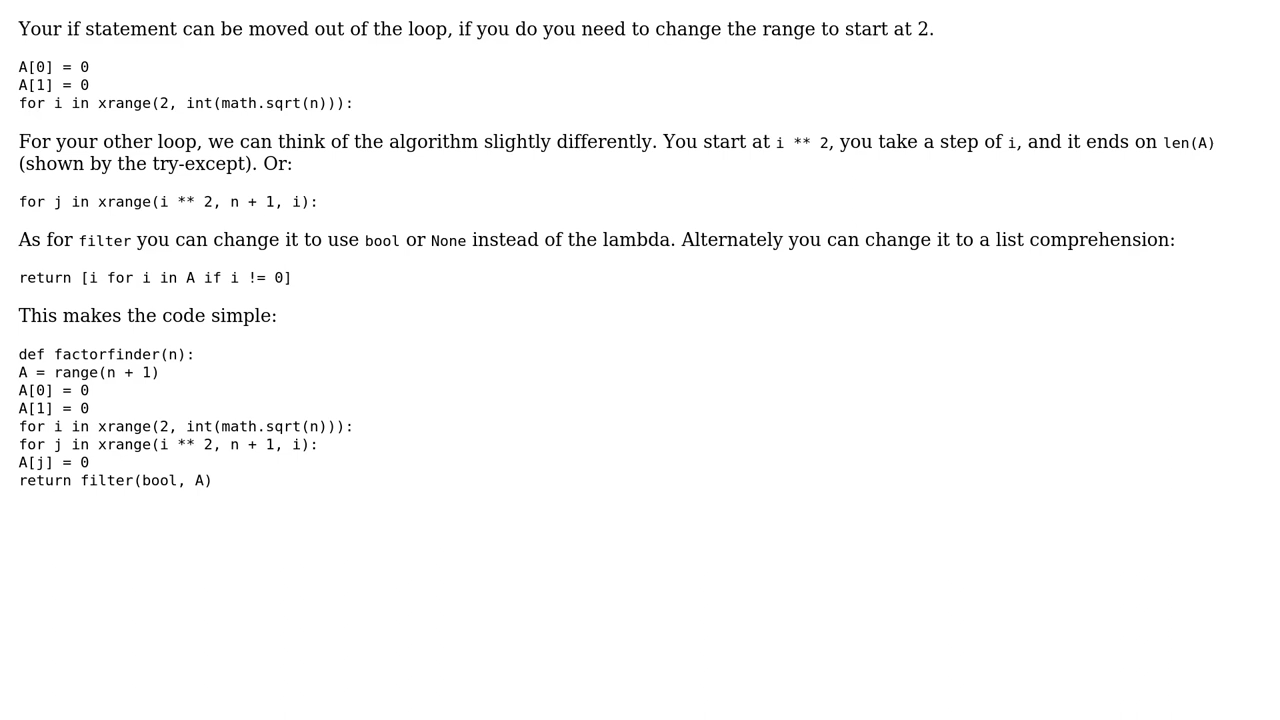 Your if statement can be moved out of the loop, if you do you need to change the range to start at 2.
A[0] = 0
A[1] = 0
for i in xrange(2, int(math.sqrt(n))):
For your other loop, we can think of the algorithm slightly differently. You start at i ** 2, you take a step of i, and it ends on len(A)
(shown by the try-except). Or:
for j in xrange(i ** 2, n + 1, i):
As for filter you can change it to use bool or None instead of the lambda. Alternately you can change it to a list comprehension:
return [i for i in A if i != 0]
This makes the code simple:
def factorfinder(n):
A = range(n + 1)
A[0] = 0
A[1] = 0
for i in xrange(2, int(math.sqrt(n))):
for j in xrange(i ** 2, n + 1, i):
A[j] = 0
return filter(bool, A)